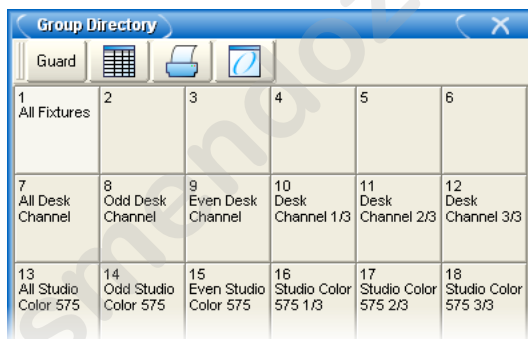 Group Directory
Guard
1 2 3 4 5 6
All Fixtures
7 8 9 10 11 12
All Desk Odd Desk Even Desk Desk Desk Desk
Channel Channel Channel Channel 1/3 Channel 2/3 Channel 3/3
13 14 15 16 17 18
All Studio Odd Studio Even Studio Studio Color Studio Color Studio Color
Color 575 Color 575 Color 575 575 1/3 575 2/3 575 3/3